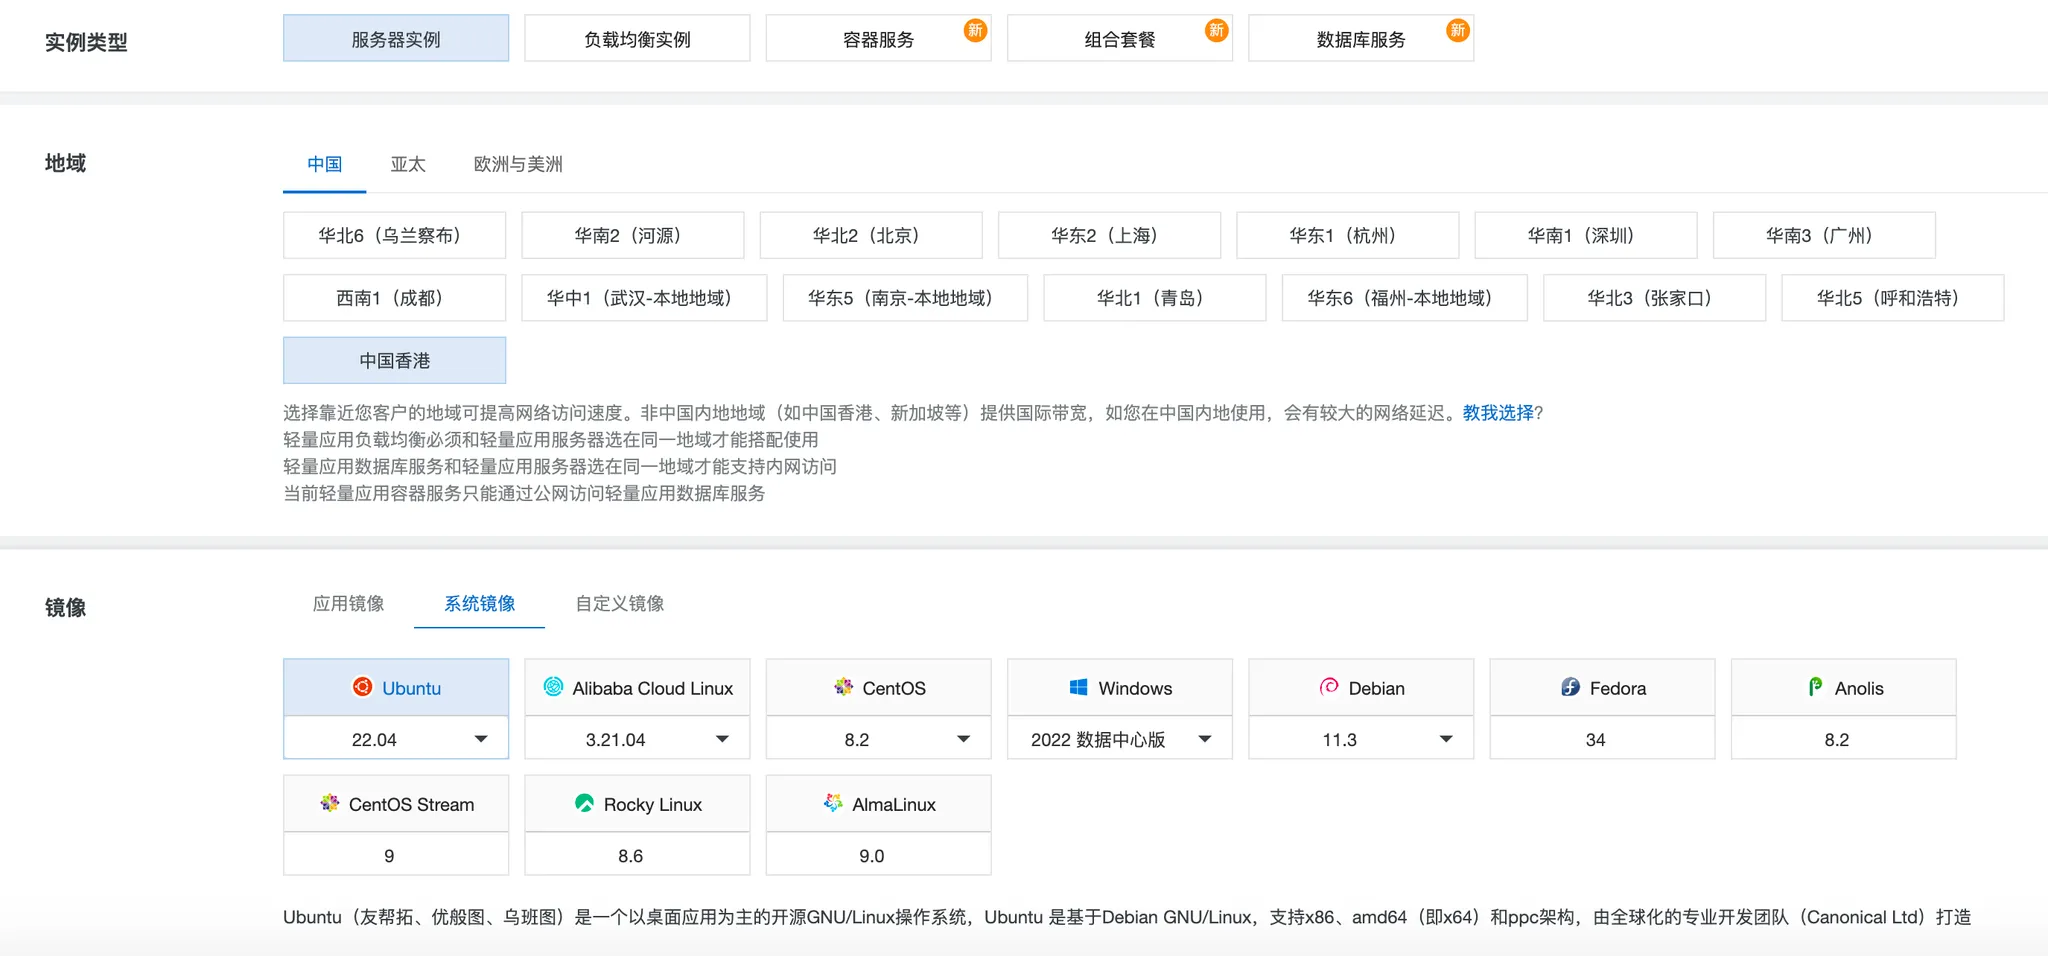 实例类型
服务器实例 负载均衡实例 容器服务 新 组合套餐 新 数据库服务 新
地域
中国 亚太 欧洲与美洲
华北6（乌兰察布） 华南2（河源） 华北2（北京） 华东2（上海） 华东1（杭州） 华南1（深圳） 华南3（广州）
西南1（成都） 华中1（武汉-本地地域） 华东5（南京-本地地域） 华北1（青岛） 华东6（福州-本地地域） 华北3（张家口） 华北5（呼和浩特）
中国香港
选择靠近您客户的地域可提高网络访问速度。非中国内地地域（如中国香港、新加坡等）提供国际带宽，如您在中国内地使用，会有较大的网络延迟。教我选择?
轻量应用负载均衡必须和轻量应用服务器选在同一地域才能搭配使用
轻量应用数据库服务和轻量应用服务器选在同一地域才能支持内网访问
当前轻量应用容器服务只能通过公网访问轻量应用数据库服务
镜像
应用镜像 系统镜像 自定义镜像
Ubuntu Alibaba Cloud Linux CentOS Windows Debian Fedora Anolis
22.04 3.21.04 8.2 2022 数据中心版 11.3 34 8.2
CentOS Stream Rocky Linux AlmaLinux
9 8.6 9.0
Ubuntu（友帮拓、优般图、乌班图）是一个以桌面应用为主的开源GNU/Linux操作系统，Ubuntu 是基于Debian GNU/Linux，支持x86、amd64（即x64）和ppc架构，由全球化的专业开发团队（Canonical Ltd）打造